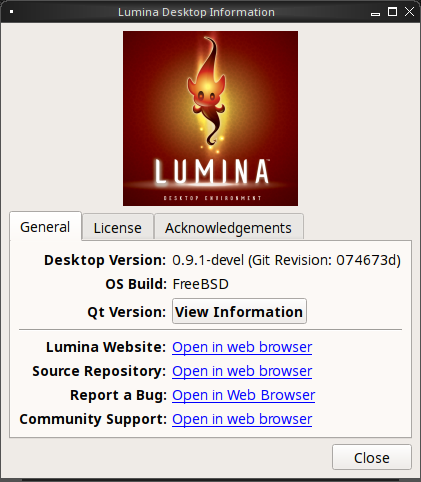 Lumina Desktop Information
LUMINA™
DESKTOP ENVIRONMENT
General License Acknowledgements
Desktop Version: 0.9.1-devel (Git Revision: 074673d)
OS Build: FreeBSD
Qt Version: View Information
Lumina Website: Open in web browser
Source Repository: Open in web browser
Report a Bug: Open in Web Browser
Community Support: Open in web browser
Close